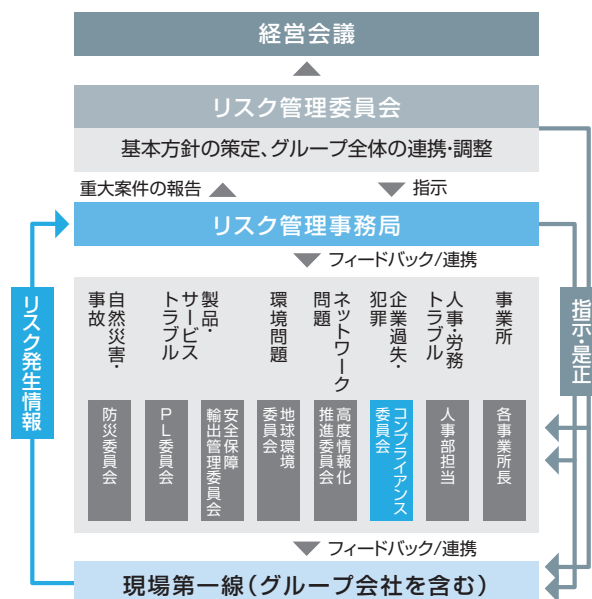 経営会議
リスク管理委員会
基本方針の策定、グループ全体の連携・調整
重大案件の報告
指示
リスク管理事務局
フィードバック/連携
リスク発生情報
指示・是正
自然災害・
事故
製品・
サービス
トラブル
環境問題
ネットワーク
問題
企業過失・
犯罪
人事・労務
トラブル
事業所
防災委員会
PL委員会
安全保障
輸出管理委員会
地球環境
委員会
高度情報化
推進委員会
コンプライアンス
委員会
人事部担当
各事業所長
フィードバック/連携
現場第一線(グループ会社を含む)